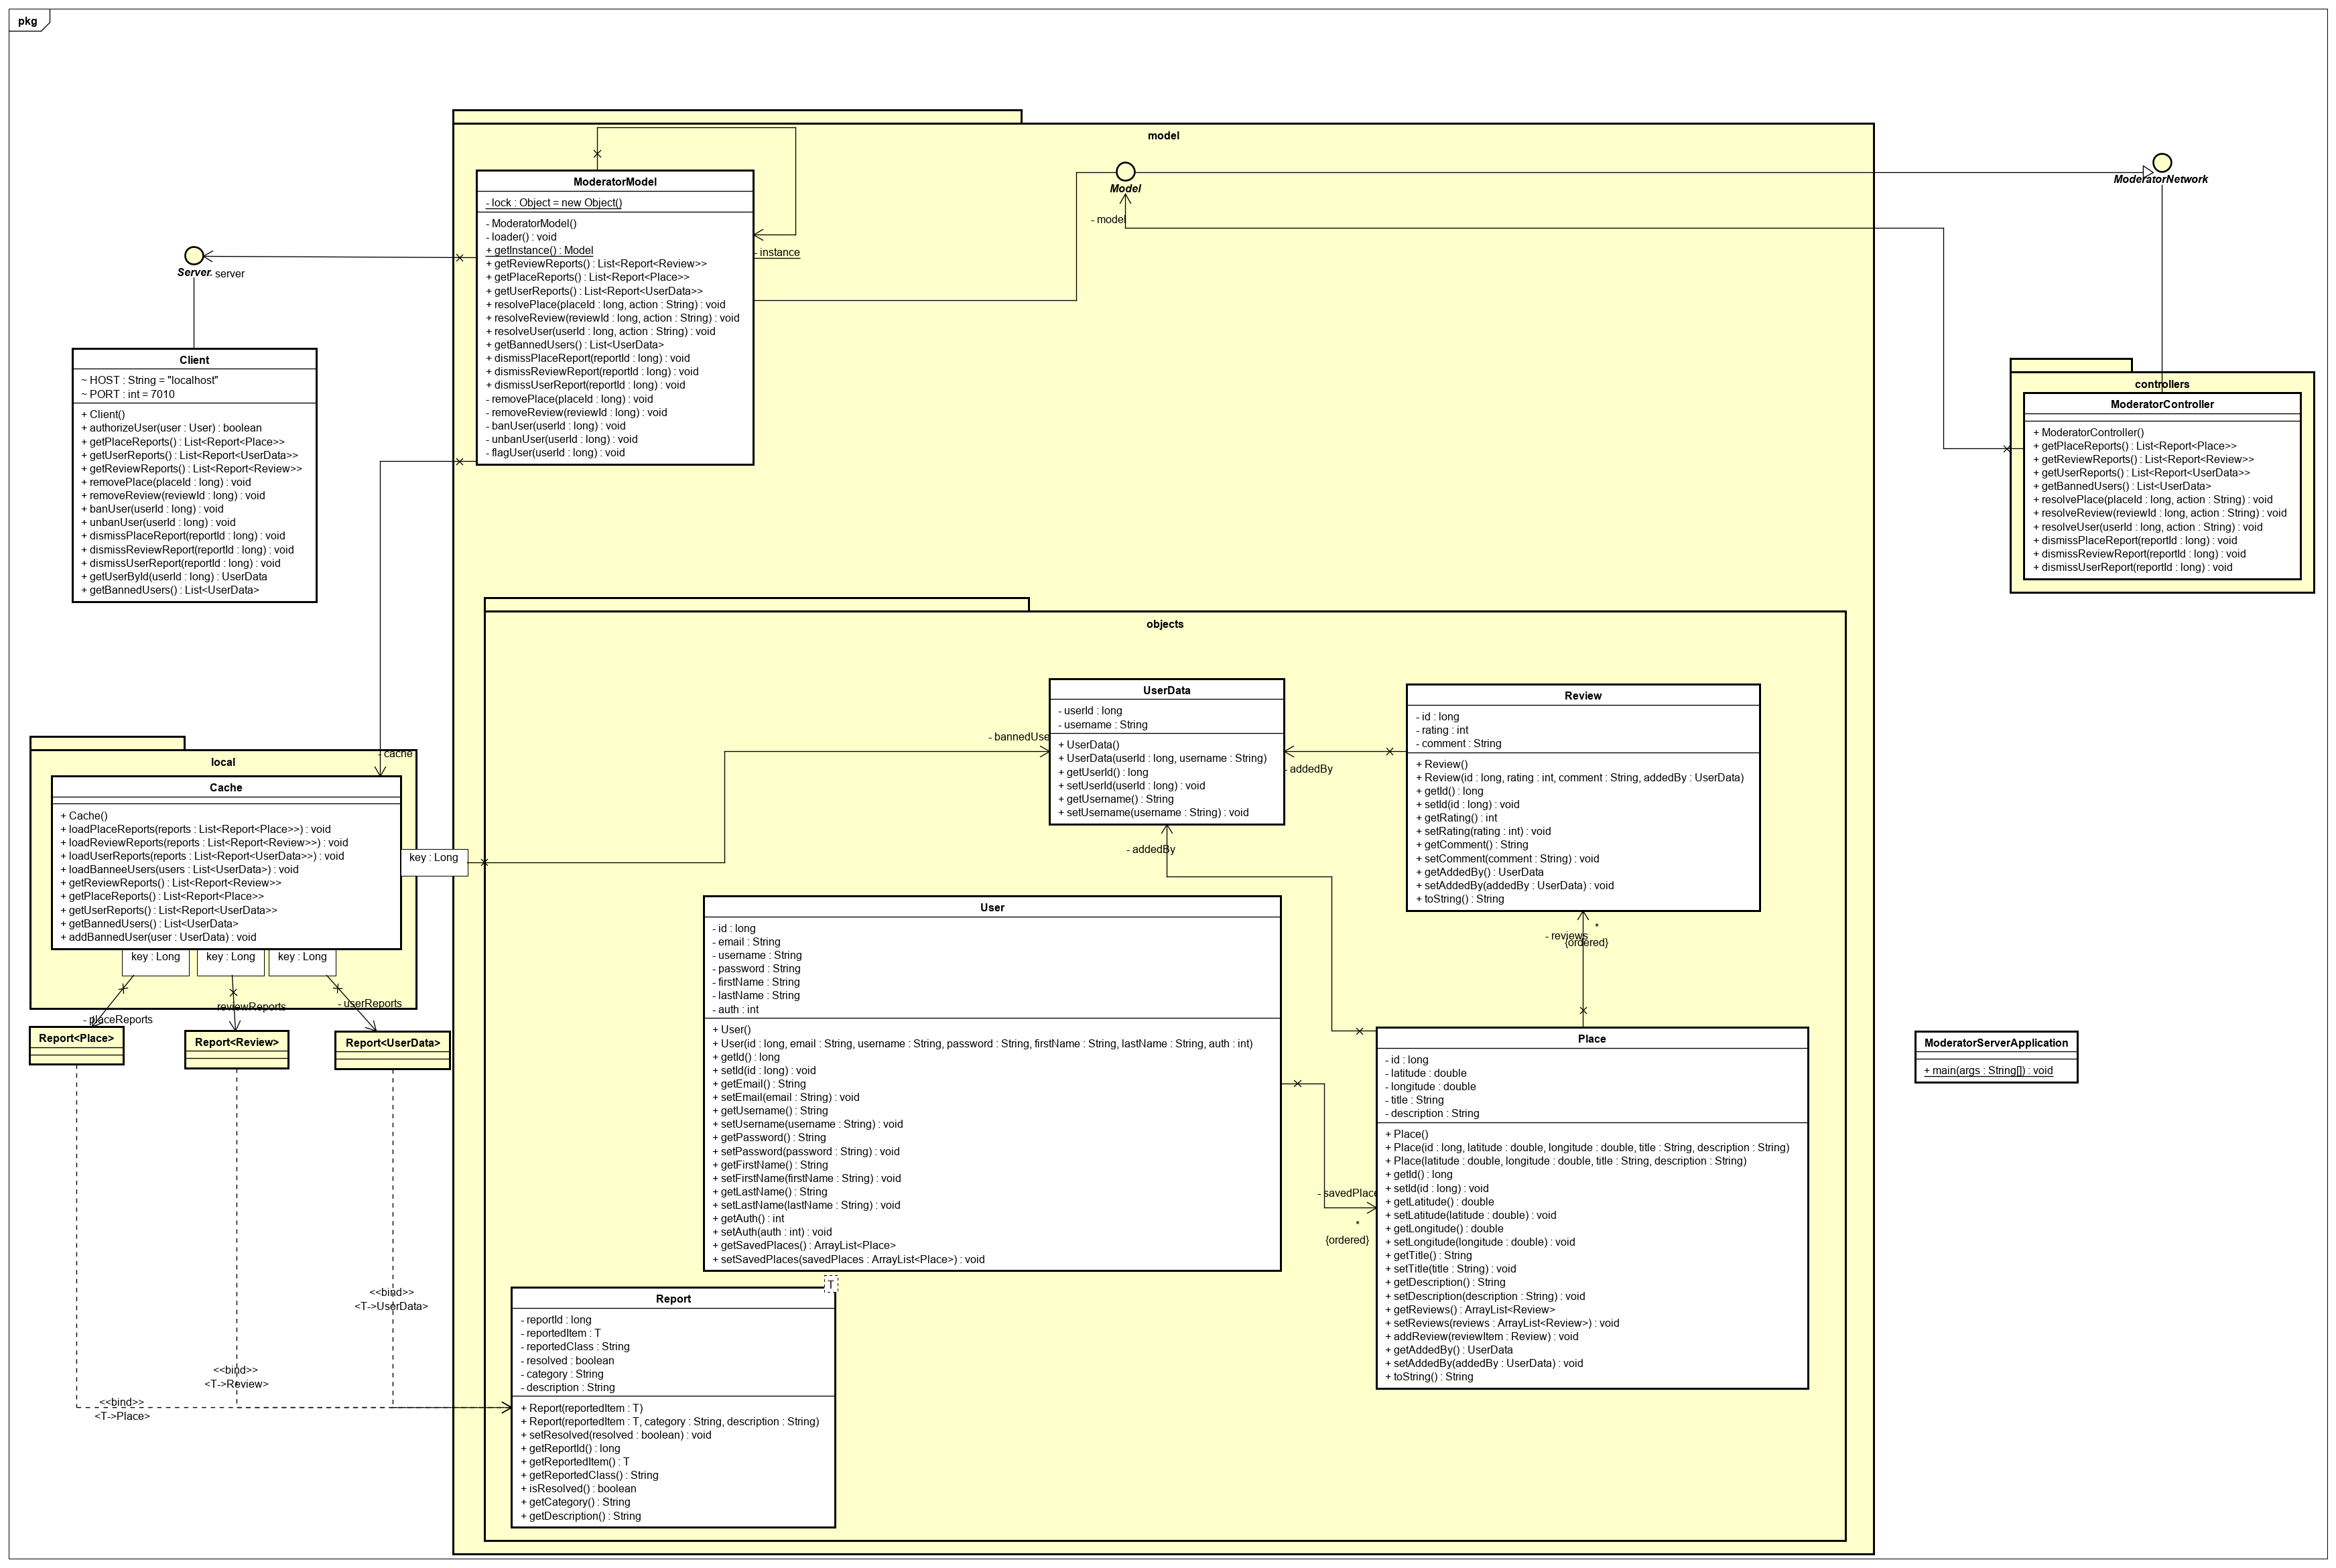 pkg
model
ModeratorModel
- lock : Object = new Object()
- ModeratorModel()
- loader() : void
+ getInstance() : Model
+ getReviewReports() : List<Report<Review>>
+ getPlaceReports() : List<Report<Place>>
+ getUserReports() : List<Report<UserData>>
+ resolvePlace(placeId : long, action : String) : void
+ resolveReview(reviewId : long, action : String) : void
+ resolveUser(userId : long, action : String) : void
+ getBannedUsers() : List<UserData>
+ dismissPlaceReport(reportId : long) : void
+ dismissReviewReport(reportId : long) : void
+ dismissUserReport(reportId : long) : void
- removePlace(placeId : long) : void
- removeReview(reviewId : long) : void
- banUser(userId : long) : void
- unbanUser(userId : long) : void
- flagUser(userId : long) : void
- instance
Model
- model
ModeratorNetwork
Server
- server
Client
~ HOST : String = "localhost"
~ PORT : int = 7010
+ Client()
+ authorizeUser(user : User) : boolean
+ getPlaceReports() : List<Report<Place>>
+ getUserReports() : List<Report<UserData>>
+ getReviewReports() : List<Report<Review>>
+ removePlace(placeId : long) : void
+ removeReview(reviewId : long) : void
+ banUser(userId : long) : void
+ unbanUser(userId : long) : void
+ dismissPlaceReport(reportId : long) : void
+ dismissReviewReport(reportId : long) : void
+ dismissUserReport(reportId : long) : void
+ getUserById(userId : long) : UserData
+ getBannedUsers() : List<UserData>
controllers
ModeratorController
+ ModeratorController()
+ getPlaceReports() : List<Report<Place>>
+ getReviewReports() : List<Report<Review>>
+ getUserReports() : List<Report<UserData>>
+ getBannedUsers() : List<UserData>
+ resolvePlace(placeId : long, action : String) : void
+ resolveReview(reviewId : long, action : String) : void
+ resolveUser(userId : long, action : String) : void
+ dismissPlaceReport(reportId : long) : void
+ dismissReviewReport(reportId : long) : void
+ dismissUserReport(reportId : long) : void
objects
UserData
- userId : long
- username : String
+ UserData()
+ UserData(userId : long, username : String)
+ getUserId() : long
+ setUserId(userId : long) : void
+ getUsername() : String
+ setUsername(username : String) : void
- bannedUse
- addedBy
Review
- id : long
- rating : int
- comment : String
+ Review()
+ Review(id : long, rating : int, comment : String, addedBy : UserData)
+ getId() : long
+ setId(id : long) : void
+ getRating() : int
+ setRating(rating : int) : void
+ getComment() : String
+ setComment(comment : String) : void
+ getAddedBy() : UserData
+ setAddedBy(addedBy : UserData) : void
+ toString() : String
- cache
local
Cache
+ Cache()
+ loadPlaceReports(reports : List<Report<Place>>) : void
+ loadReviewReports(reports : List<Report<Review>>) : void
+ loadUserReports(reports : List<Report<UserData>>) : void
+ loadBanneeUsers(users : List<UserData>) : void
+ getReviewReports() : List<Report<Review>>
+ getPlaceReports() : List<Report<Place>>
+ getUserReports() : List<Report<UserData>>
+ getBannedUsers() : List<UserData>
+ addBannedUser(user : UserData) : void
key : Long
key : Long
key : Long
key : Long
- placeReports
reviewReports
- userReports
Report<Place>
Report<Review>
Report<UserData>
- addedBy
*
- reviews
{ordered}
User
- id : long
- email : String
- username : String
- password : String
- firstName : String
- lastName : String
- auth : int
+ User()
+ User(id : long, email : String, username : String, password : String, firstName : String, lastName : String, auth : int)
+ getId() : long
+ setId(id : long) : void
+ getEmail() : String
+ setEmail(email : String) : void
+ getUsername() : String
+ setUsername(username : String) : void
+ getPassword() : String
+ setPassword(password : String) : void
+ getFirstName() : String
+ setFirstName(firstName : String) : void
+ getLastName() : String
+ setLastName(lastName : String) : void
+ getAuth() : int
+ setAuth(auth : int) : void
+ getSavedPlaces() : ArrayList<Place>
+ setSavedPlaces(savedPlaces : ArrayList<Place>) : void
- savedPlace
*
{ordered}
Place
- id : long
- latitude : double
- longitude : double
- title : String
- description : String
+ Place()
+ Place(id : long, latitude : double, longitude : double, title : String, description : String)
+ Place(latitude : double, longitude : double, title : String, description : String)
+ getId() : long
+ setId(id : long) : void
+ getLatitude() : double
+ setLatitude(latitude : double) : void
+ getLongitude() : double
+ setLongitude(longitude : double) : void
+ getTitle() : String
+ setTitle(title : String) : void
+ getDescription() : String
+ setDescription(description : String) : void
+ getReviews() : ArrayList<Review>
+ setReviews(reviews : ArrayList<Review>) : void
+ addReview(reviewItem : Review) : void
+ getAddedBy() : UserData
+ setAddedBy(addedBy : UserData) : void
+ toString() : String
ModeratorServerApplication
+ main(args : String[]) : void
<<bind>>
<T->UserData>
<<bind>>
<T->Review>
<<bind>>
<T->Place>
T
Report
- reportId : long
- reportedItem : T
- reportedClass : String
- resolved : boolean
- category : String
- description : String
+ Report(reportedItem : T)
+ Report(reportedItem : T, category : String, description : String)
+ setResolved(resolved : boolean) : void
+ getReportId() : long
+ getReportedItem() : T
+ getReportedClass() : String
+ isResolved() : boolean
+ getCategory() : String
+ getDescription() : String